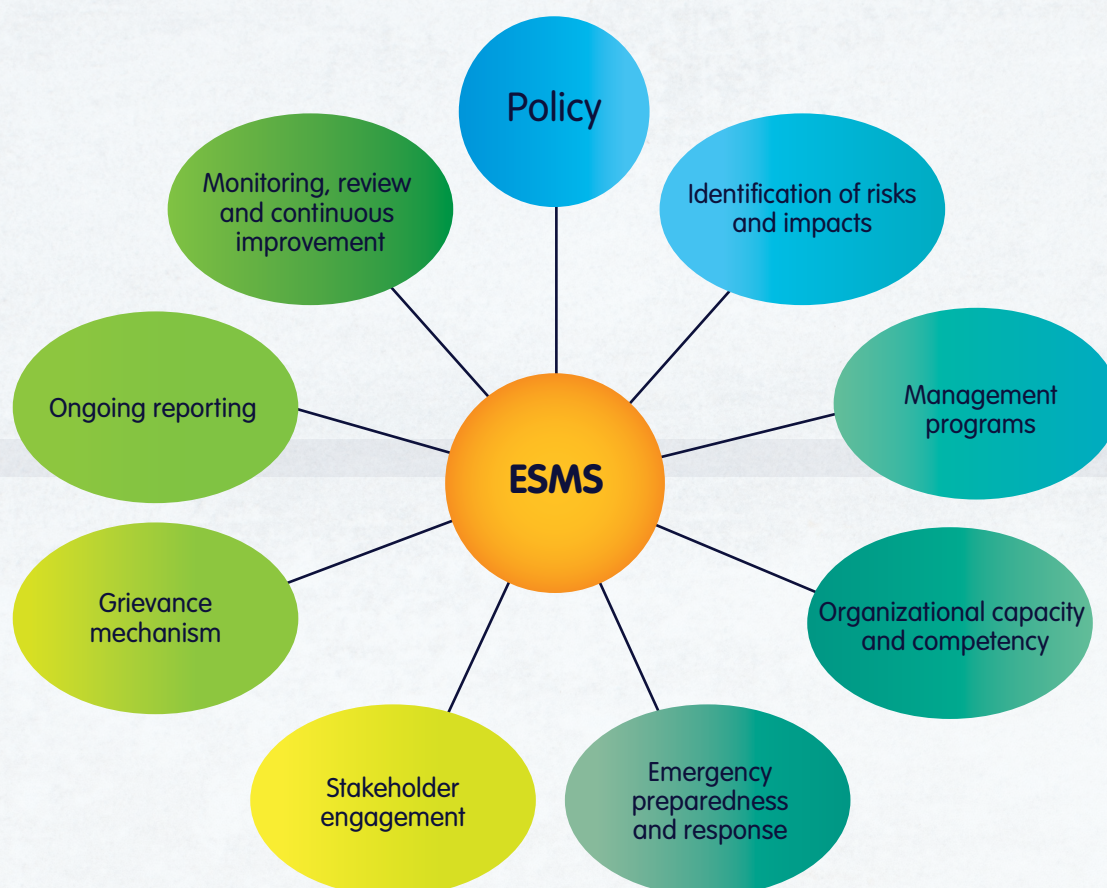 Policy
Identification of risks
and impacts
Management
programs
Organizational capacity
and competency
Emergency
preparedness
and response
Stakeholder
engagement
Grievance
mechanism
Ongoing reporting
Monitoring, review
and continuous
improvement
ESMS